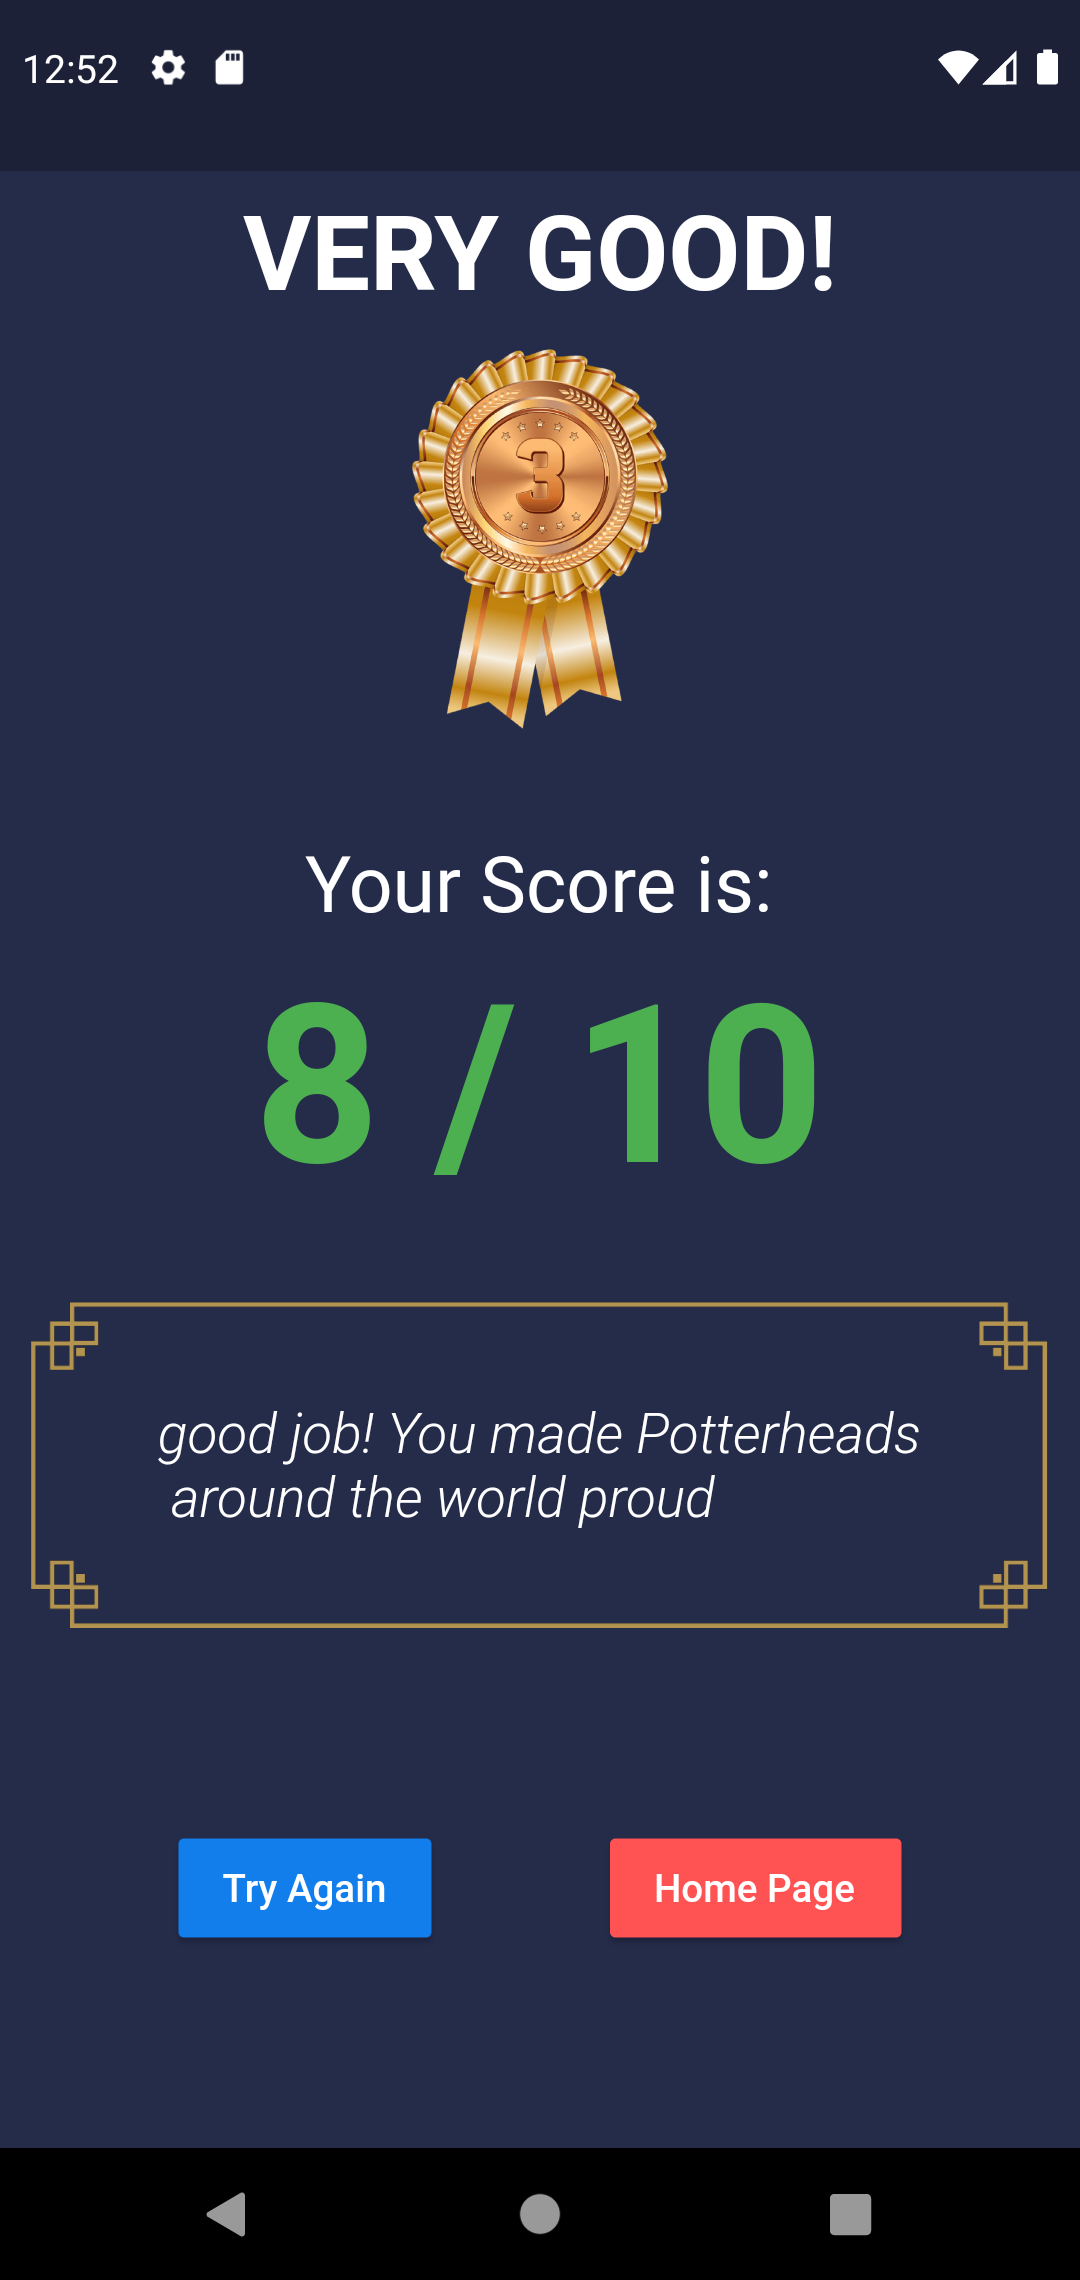 12:52
VERY GOOD!
3
Your Score is:
8 / 10
good job! You made Potterheads
around the world proud
Try Again
Home Page